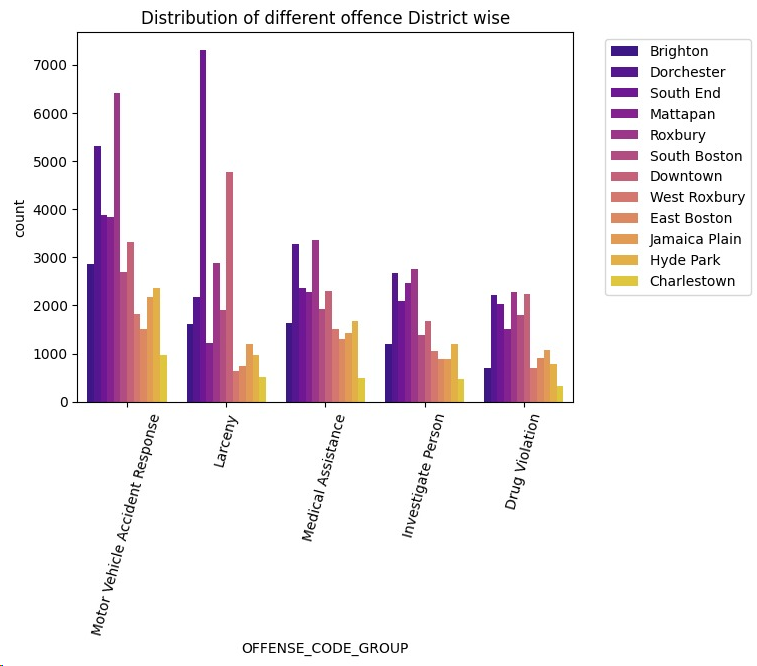 Distribution of different offence District wise
count
7000
6000
5000
4000
3000
2000
1000
0
Motor Vehicle Accident Response
Larceny
Medical Assistance
Investigate Person
Drug Violation
OFFENSE_CODE_GROUP
Brighton
Dorchester
South End
Mattapan
Roxbury
South Boston
Downtown
West Roxbury
East Boston
Jamaica Plain
Hyde Park
Charlestown